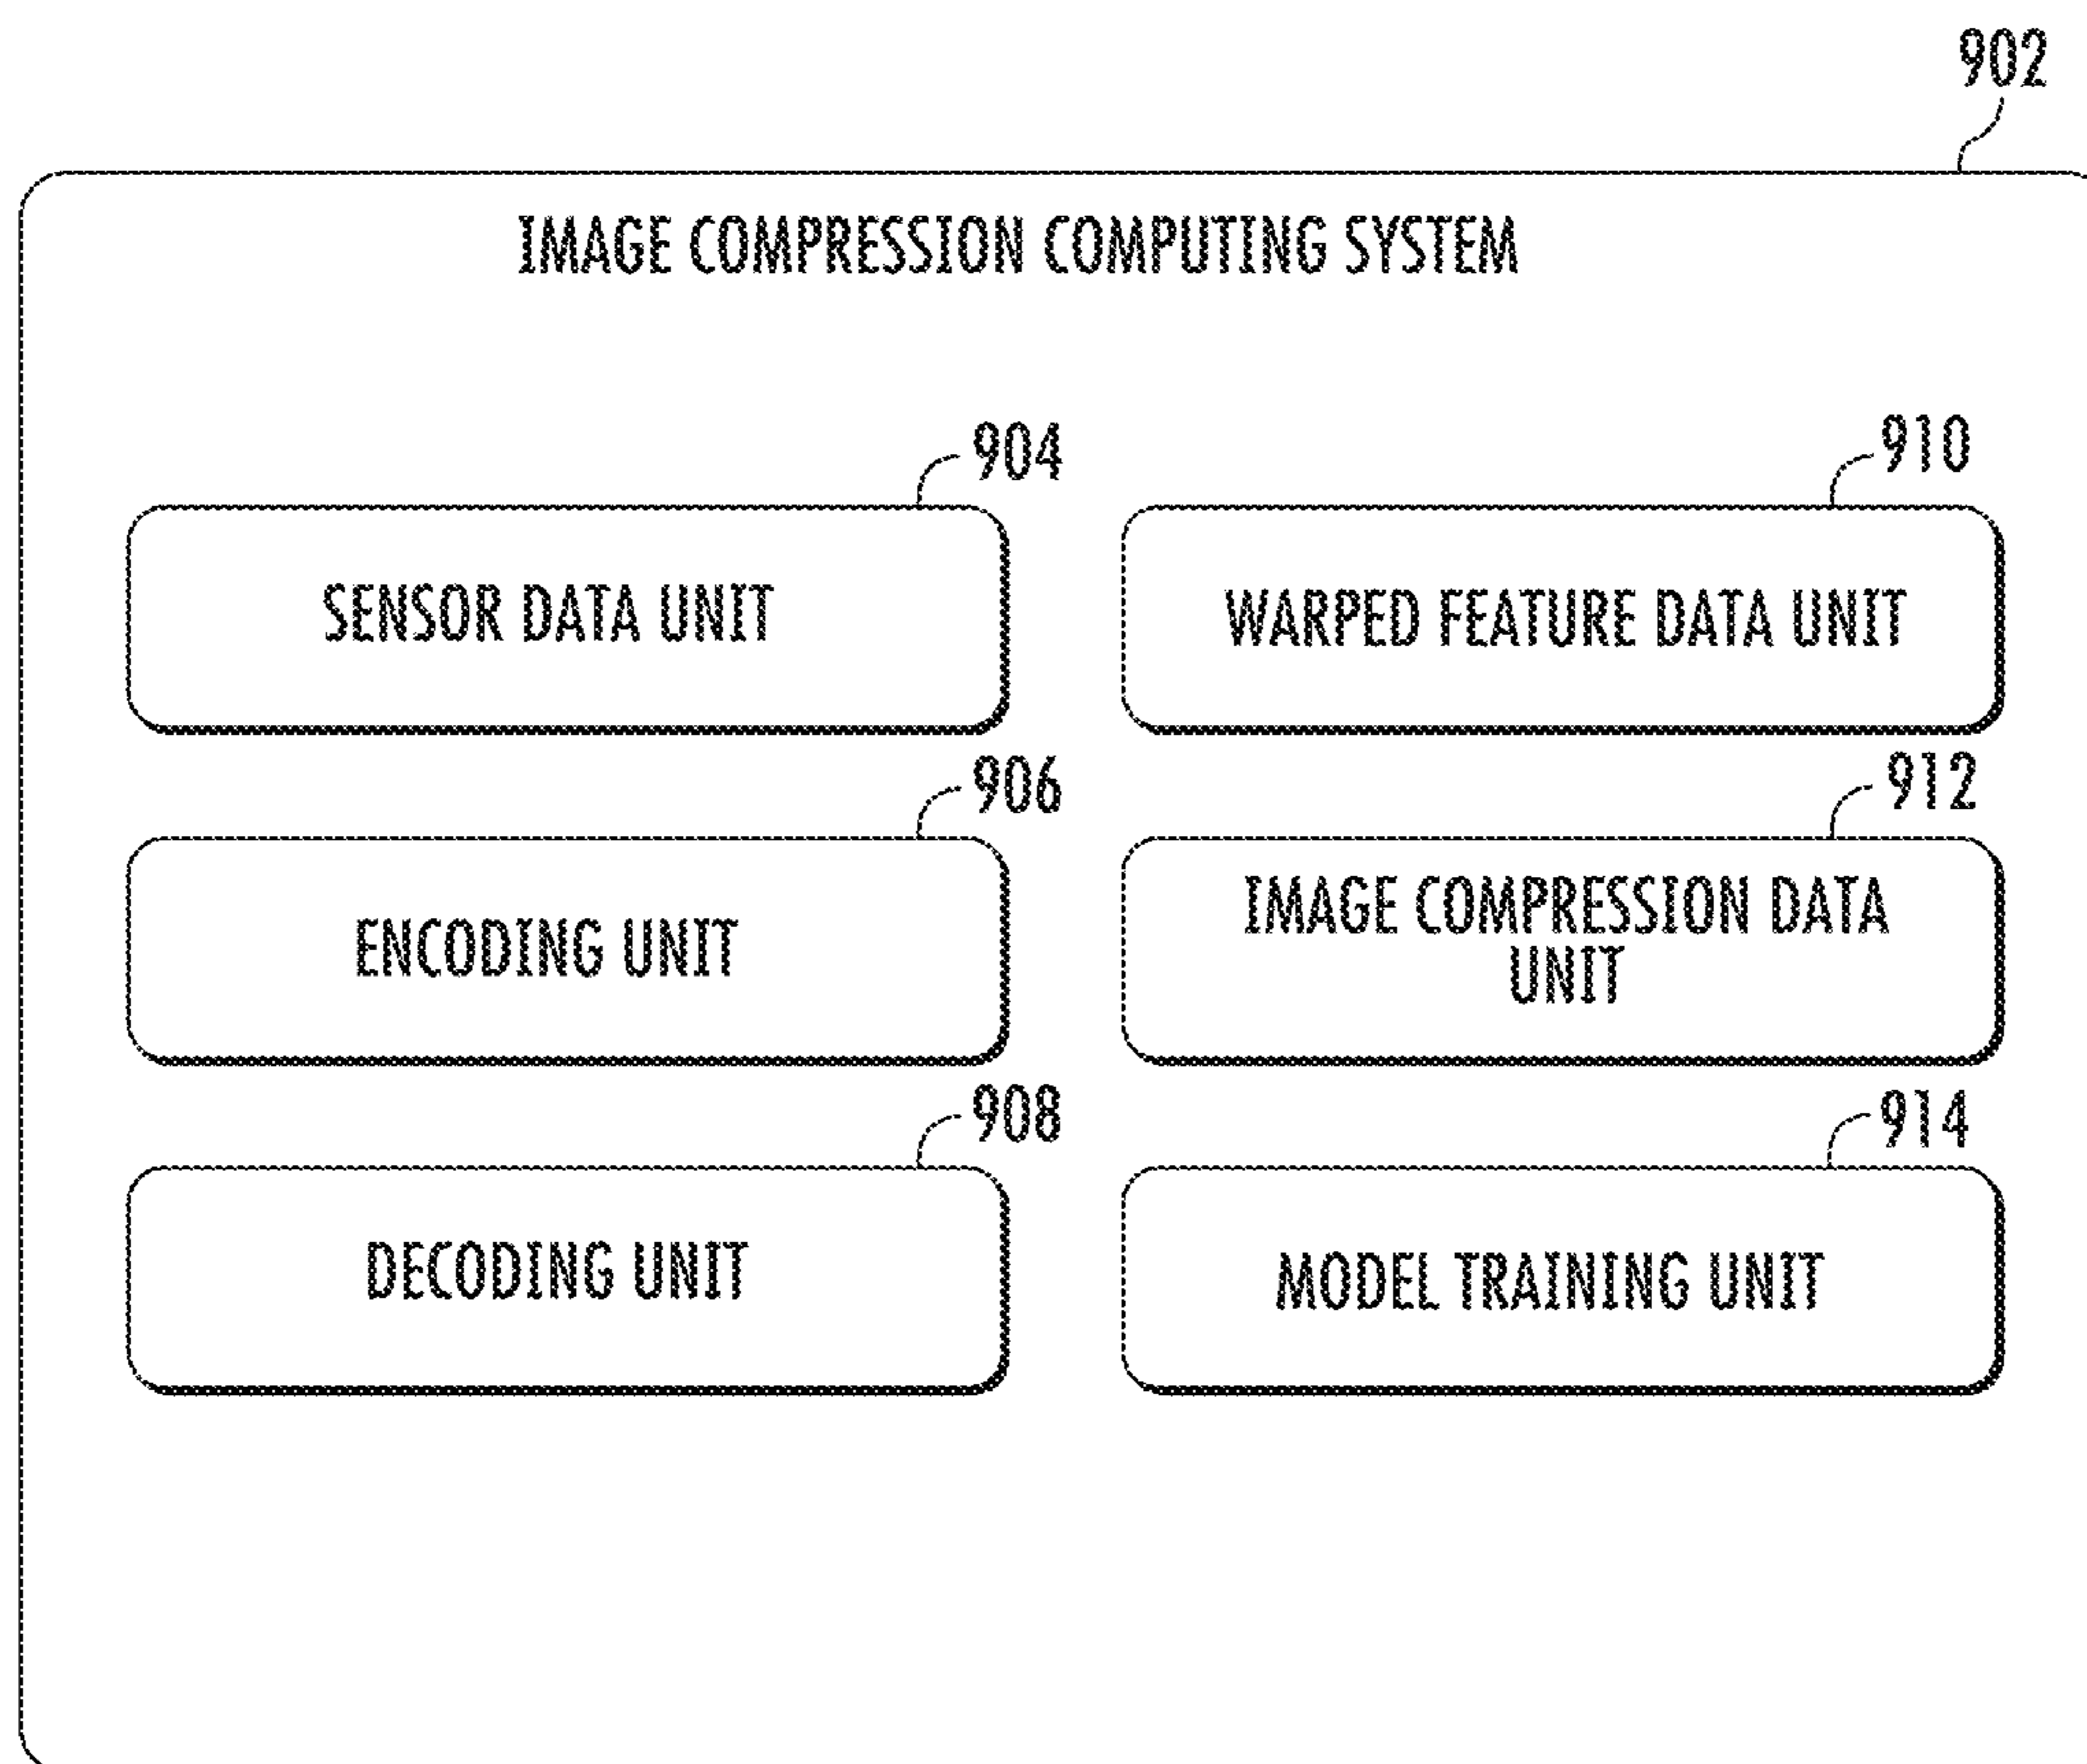 902
IMAGE COMPRESSION COMPUTING SYSTEM
904
SENSOR DATA UNIT
906
ENCODING UNIT
908
DECODING UNIT
910
WARPED FEATURE DATA UNIT
912
IMAGE COMPRESSION DATA
UNIT
914
MODEL TRAINING UNIT